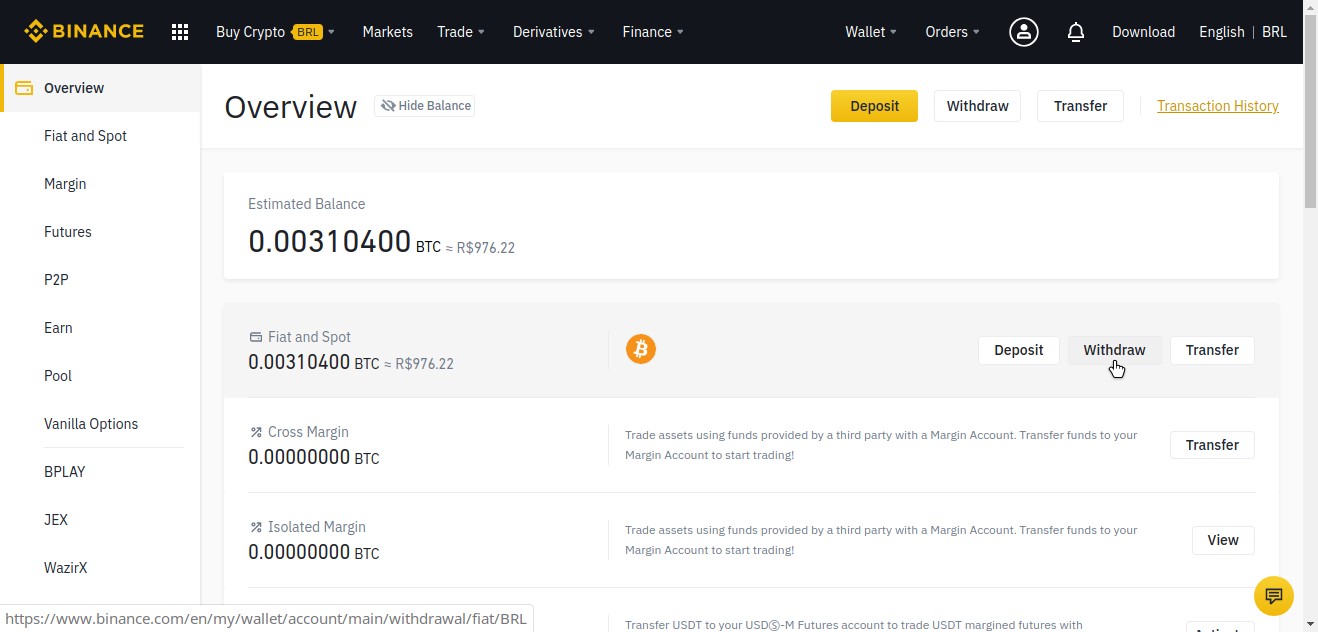 BINANCE
Buy Crypto BRL Markets Trade Derivatives Finance Wallet Orders Download English | BRL
Overview
Fiat and Spot
Margin
Futures
P2P
Earn
Pool
Vanilla Options
BPLAY
JEX
WazirX
Overview Hide Balance Deposit Withdraw Transfer Transaction History
Estimated Balance
0.00310400 BTC ≈ R$976.22
Fiat and Spot
0.00310400 BTC ≈ R$976.22
Deposit Withdraw Transfer
Cross Margin
0.00000000 BTC
Trade assets using funds provided by a third party with a Margin Account. Transfer funds to your
Margin Account to start trading!
Transfer
Isolated Margin
0.00000000 BTC
Trade assets using funds provided by a third party with a Margin Account. Transfer funds to your
Margin Account to start trading!
View
Transfer USDT to your USDⓈ-M Futures account to trade USDT margined futures with
https://www.binance.com/en/my/wallet/account/main/withdrawal/fiat/BRL